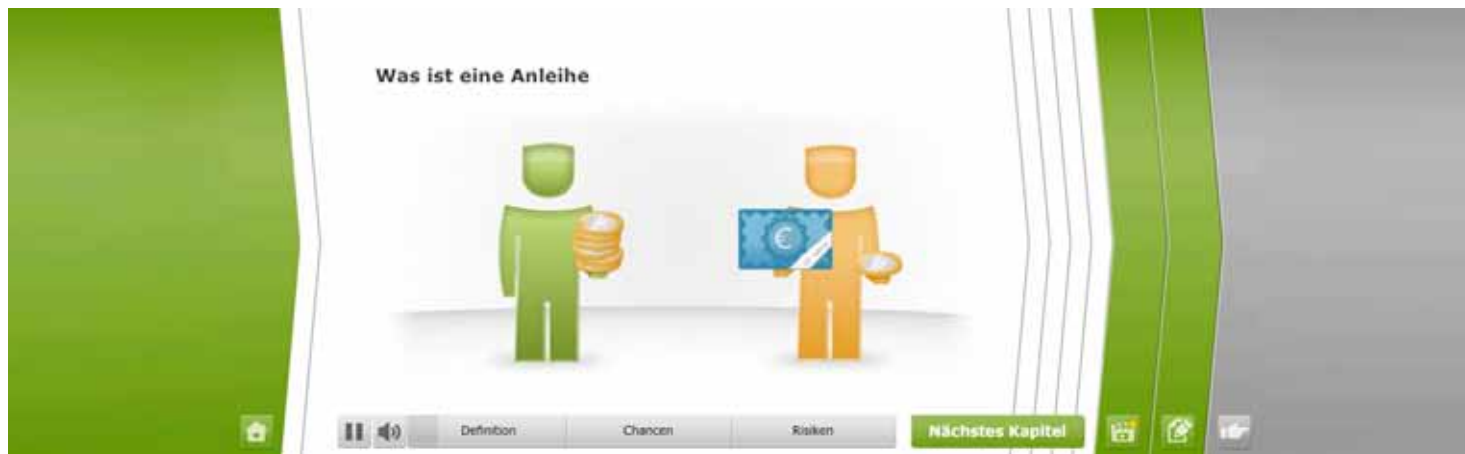 Was ist eine Anleihe
€
Definition
Chancen
Risiken
Nächstes Kapitel